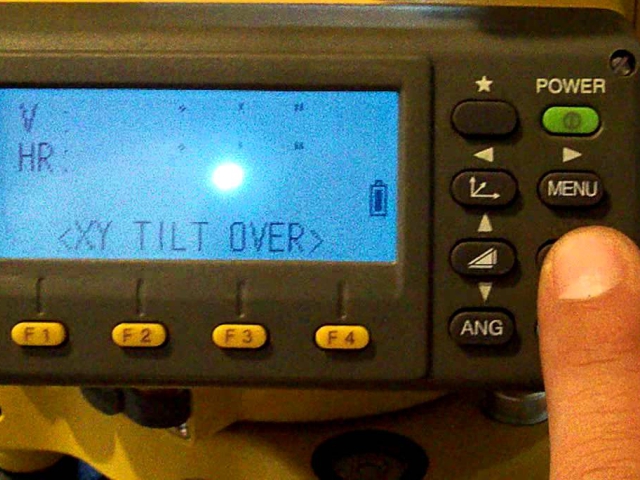 V : ° ' "
HR: ° ' "
<XY TILT OVER>
F1 F2 F3 F4
★ POWER
MENU
ANG